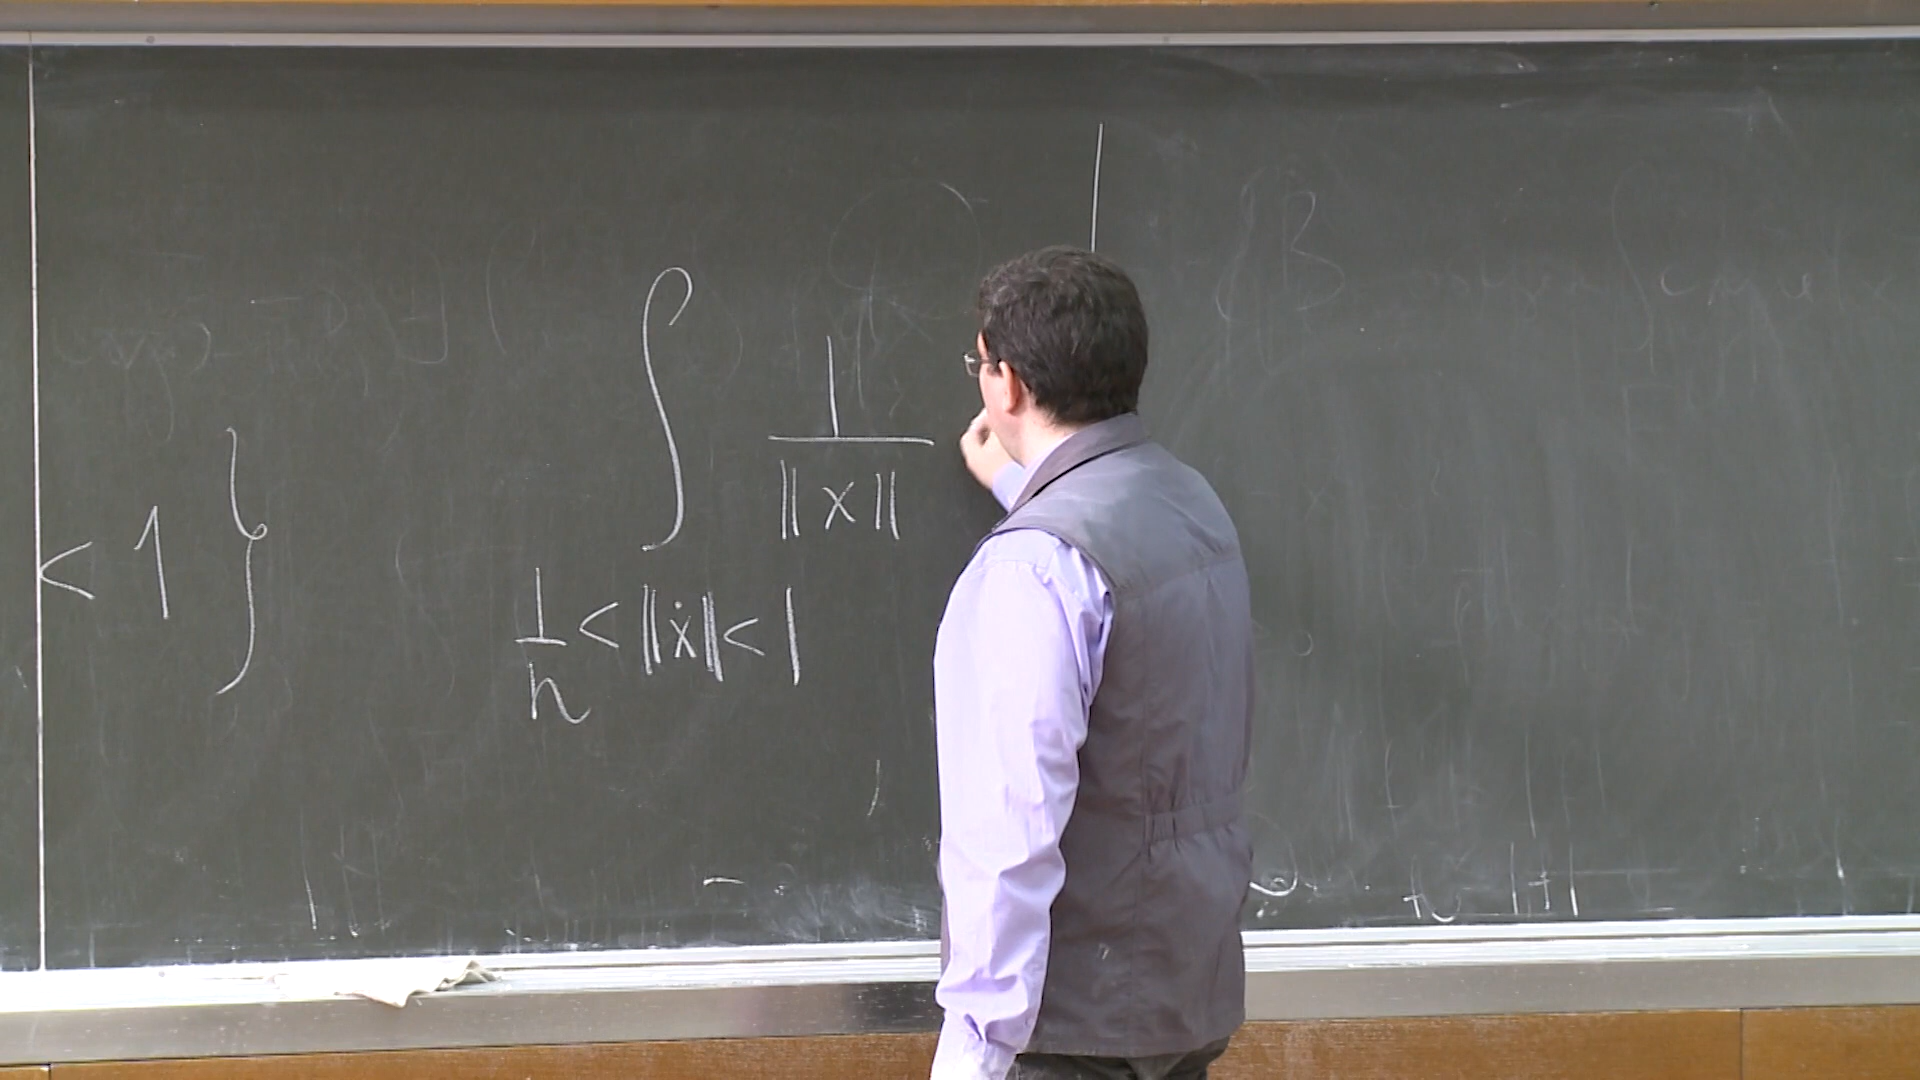 ∫ 1/‖x‖
< 1 }
1/n < ‖x‖ < 1